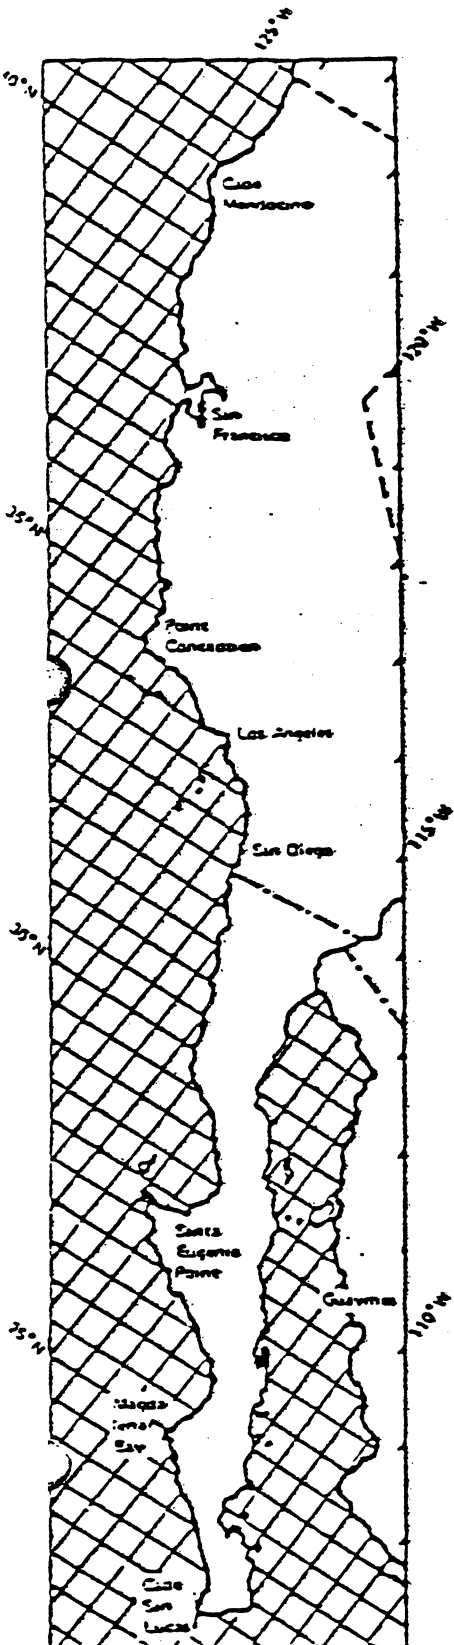 125°W
40°N
Cape
Mendocino
120°W
San
Francisco
35°N
Point
Conception
Los Angeles
115°W
San Diego
30°N
Santa
Eugenia
Point
Guaymas
110°W
25°N
Bay
Cape
San
Lucas